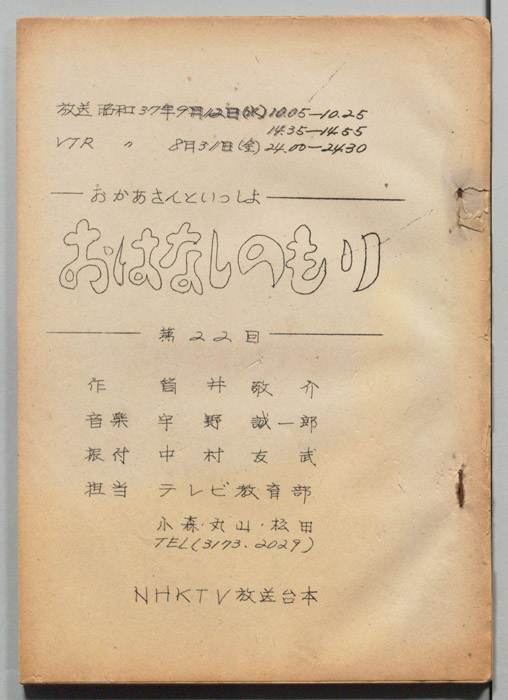 放送 昭和37年9月12日(水)10.05—10.25
14.35—14.55
VTR 〃 8月31日(金)24.00—24.30
おかあさんといっしょ
おはなしのもり
第22回
作 筒井敬介
音楽 宇野誠一郎
振付 中村友武
担当 テレビ教育部
小森・丸山・松田
TEL(3173.2029)
NHKTV放送台本